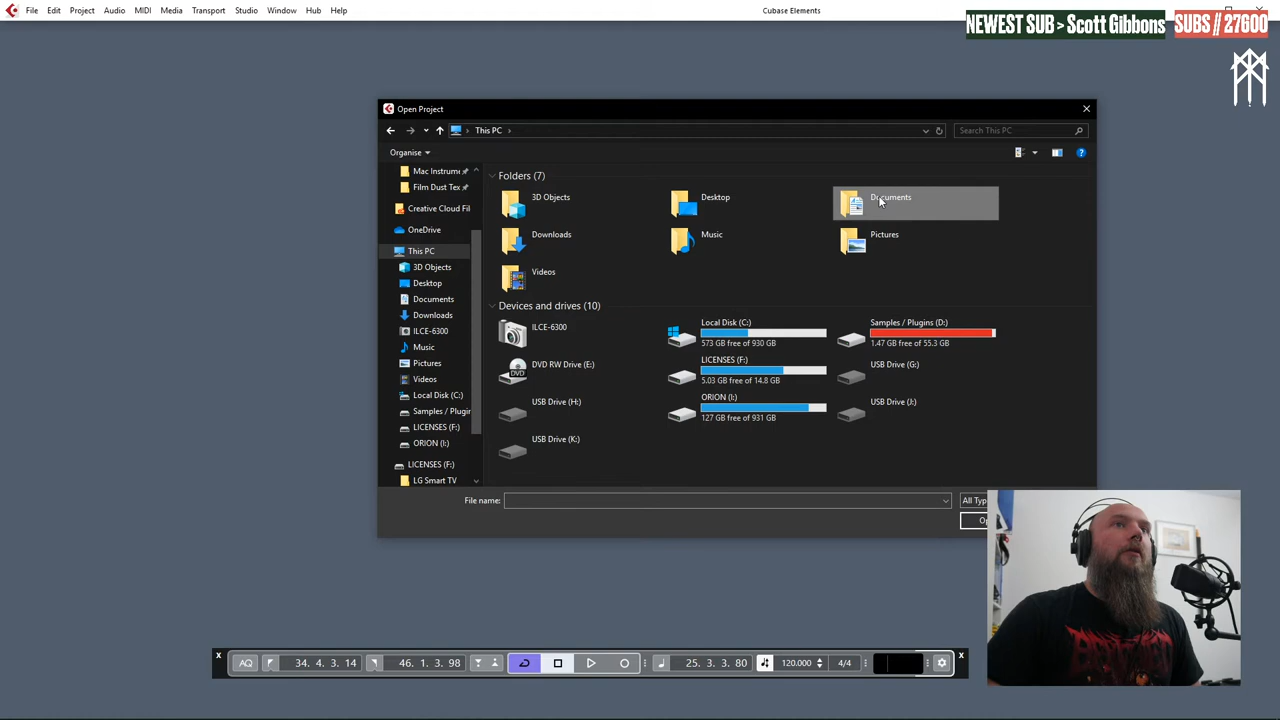 File Edit Project Audio MIDI Media Transport Studio Window Hub Help
Cubase Elements
NEWEST SUB > Scott Gibbons
SUBS // 27600
Open Project
This PC
Search This PC
Organise
Mac Instrum
Film Dust Tex
Creative Cloud Fil
OneDrive
This PC
3D Objects
Desktop
Documents
Downloads
ILCE-6300
Music
Pictures
Videos
Local Disk (C:)
Samples / Plugin
LICENSES (F:)
ORION (I:)
LICENSES (F:)
LG Smart TV
Folders (7)
3D Objects
Desktop
Documents
Downloads
Music
Pictures
Videos
Devices and drives (10)
ILCE-6300
Local Disk (C:)
573 GB free of 930 GB
Samples / Plugins (D:)
1.47 GB free of 55.3 GB
DVD RW Drive (E:)
DVD
LICENSES (F:)
5.03 GB free of 14.8 GB
USB Drive (G:)
USB Drive (H:)
ORION (I:)
127 GB free of 931 GB
USB Drive (J:)
USB Drive (K:)
File name:
All Typ
Op
x
AQ
34. 4. 3. 14
46. 1. 3. 98
25. 3. 3. 80
120.000
4/4
x